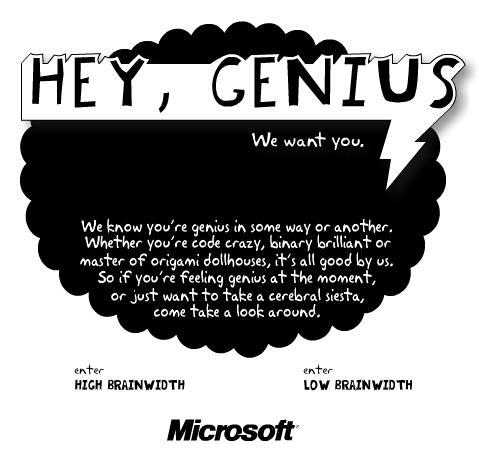 HEY, GENIUS
We want you.
We know you're genius in some way or another.
Whether you're code crazy, binary brilliant or
master of origami dollhouses, it's all good by us.
So if you're feeling genius at the moment,
or just want to take a cerebral siesta,
come take a look around.
enter
HIGH BRAINWIDTH
enter
LOW BRAINWIDTH
Microsoft®